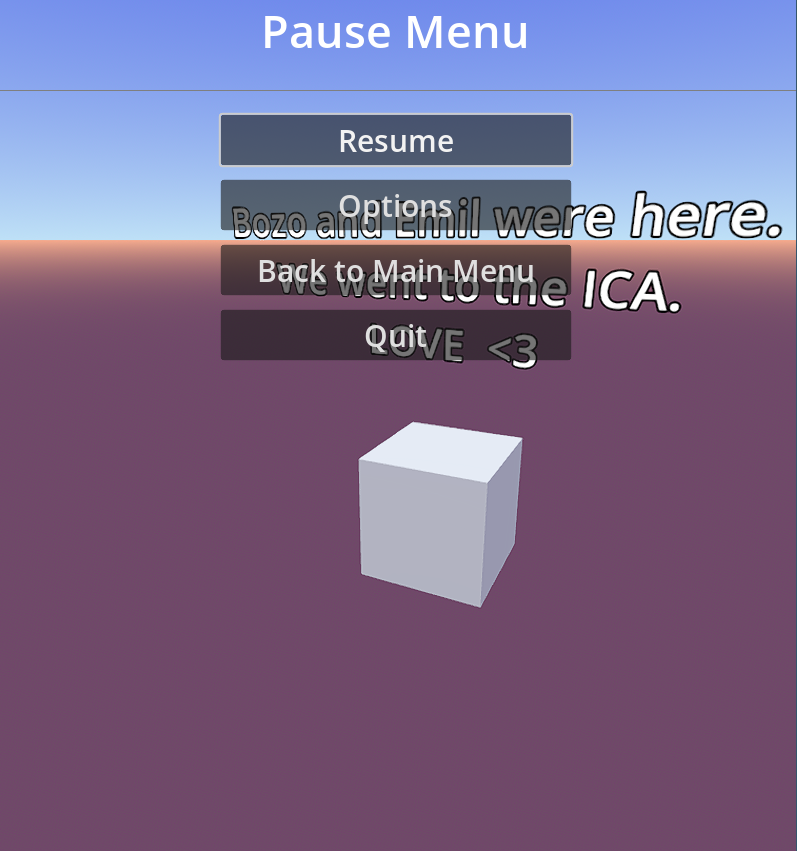 Pause Menu
Resume
Options
Bozo and Emil were here.
Back to Main Menu
We went to the ICA.
Quit
LOVE <3